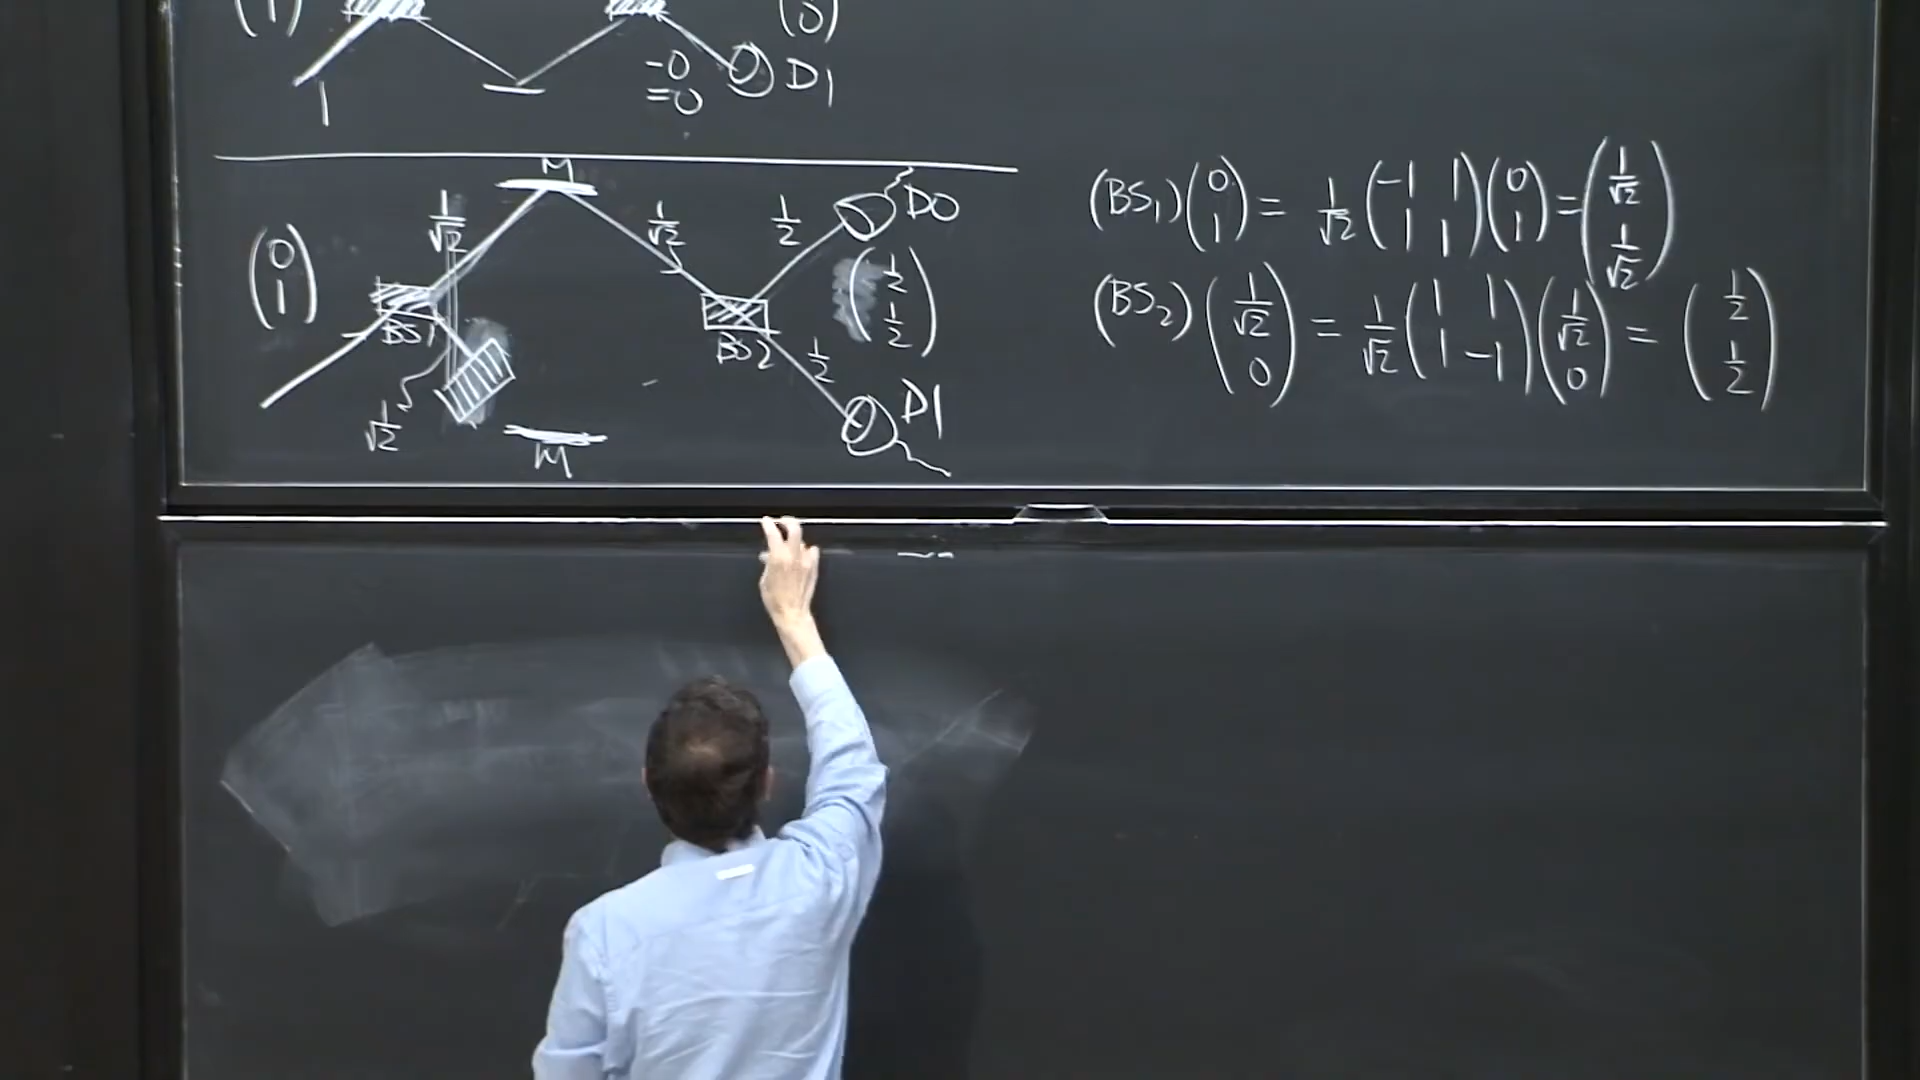 1
-0
=0
D1
M
1/√2
1/√2
1/2
D0
(0 1)
(1/2 1/2)
BS1
BS2
1/2
1/√2
D1
M
(BS₁)(0 1) = 1/√2 (-1 1 1 1)(0 1) = (1/√2 1/√2)
(BS₂)(1/√2 0) = 1/√2 (1 1 1 -1)(1/√2 0) = (1/2 1/2)